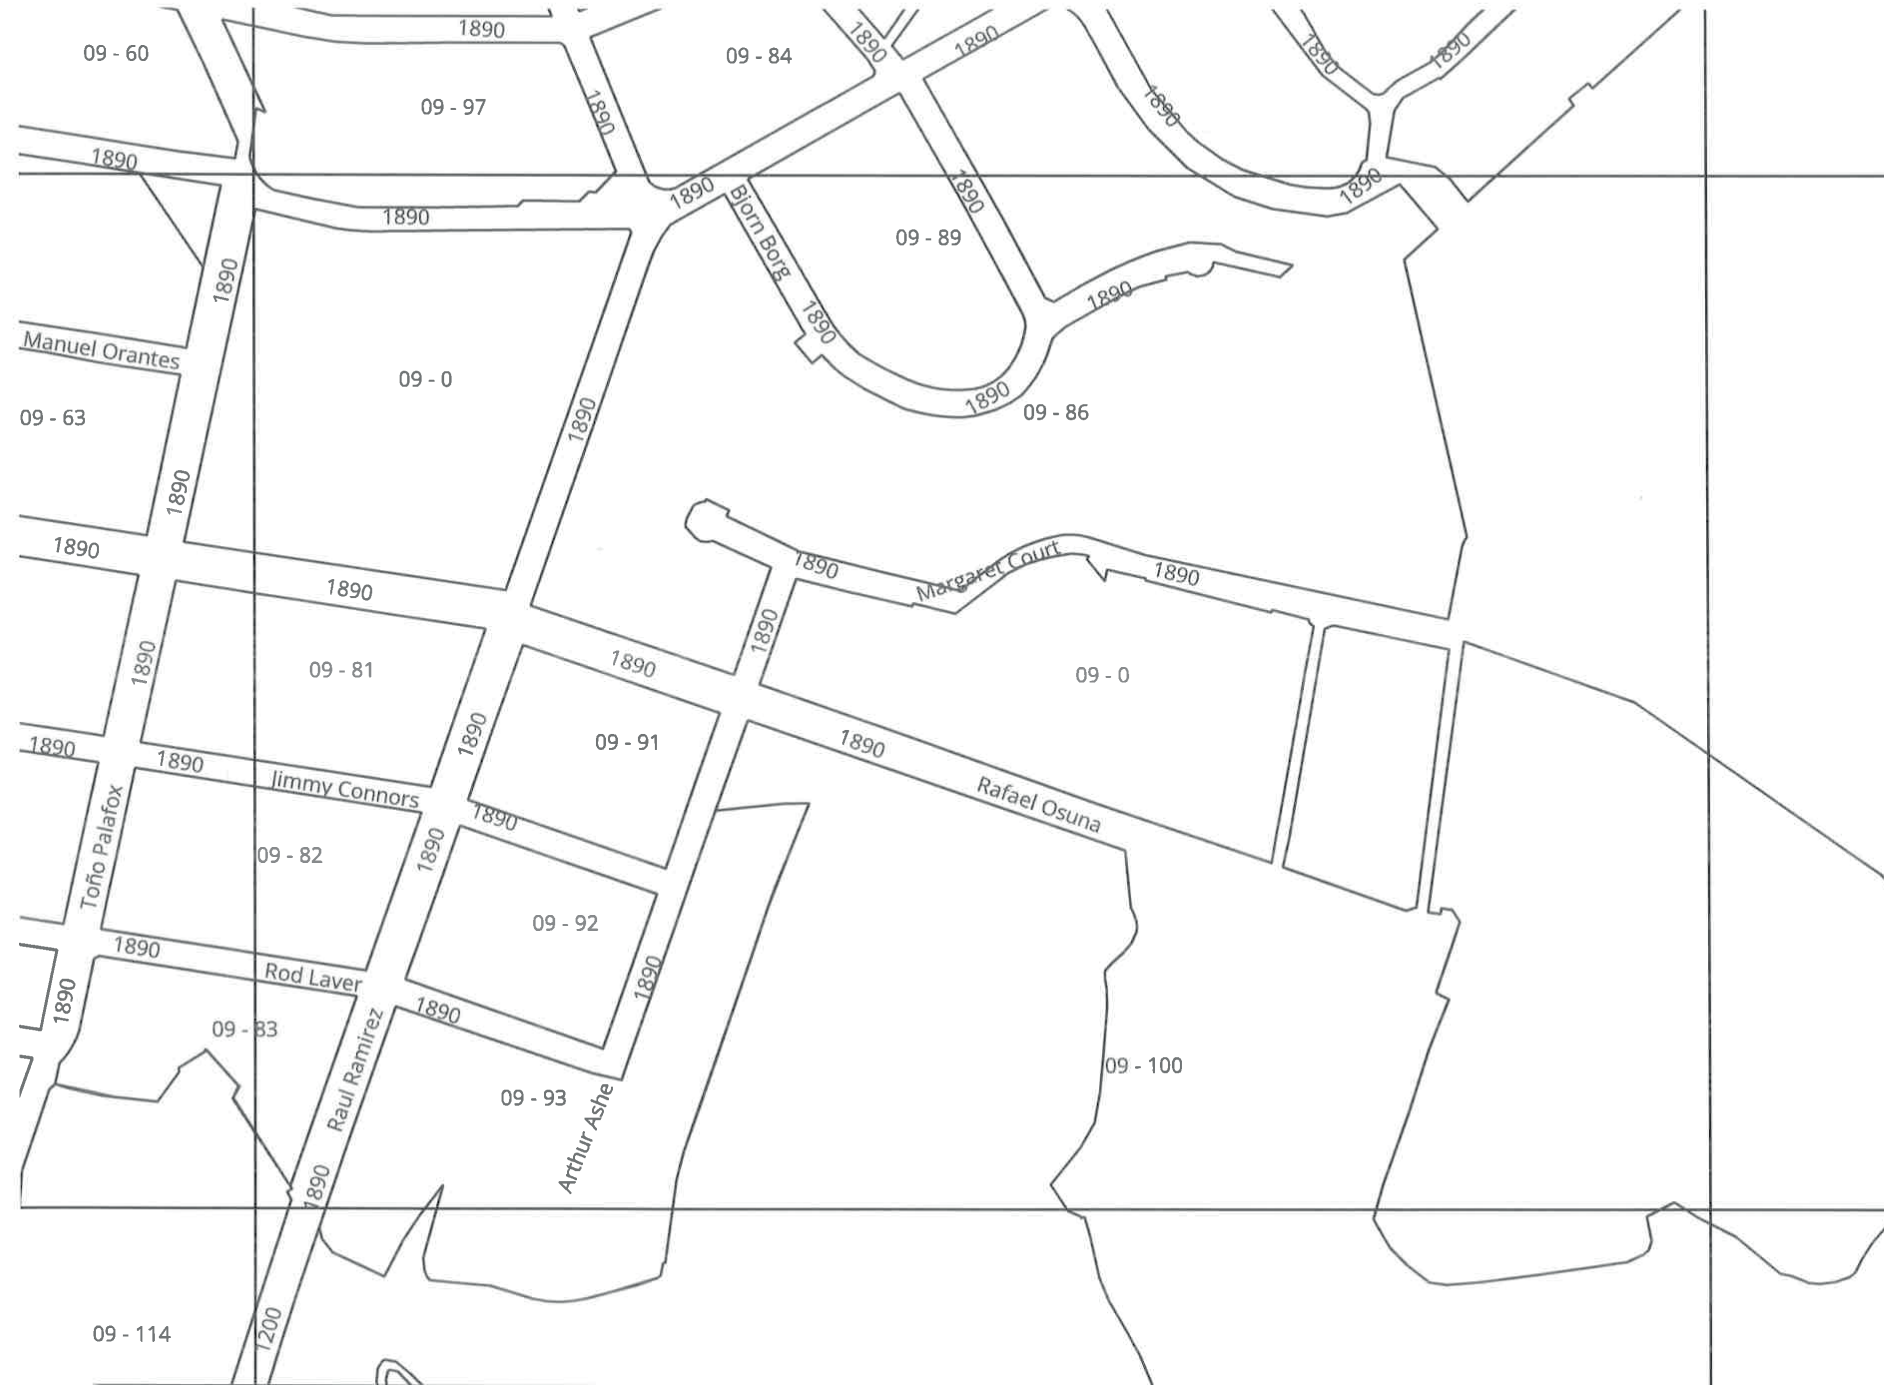 1890
09 - 60
09 - 84
1890
1890
1890
1890
09 - 97
1890
1890
1890
1890
1890
1890
1890
Bjorn Borg
1890
09 - 89
1890
1890
1890
Manuel Orantes
09 - 0
1890
09 - 63
1890
09 - 86
1890
1890
1890
1890
Margaret Court
1890
1890
1890
1890
1890
09 - 81
09 - 0
1890
09 - 91
1890
1890
1890
Jimmy Connors
Rafael Osuna
1890
Toño Palafox
1890
09 - 82
09 - 92
1890
Rod Laver
1890
1890
1890
09 - 83
Raul Ramirez
09 - 100
09 - 93
Arthur Ashe
1890
1200
09 - 114